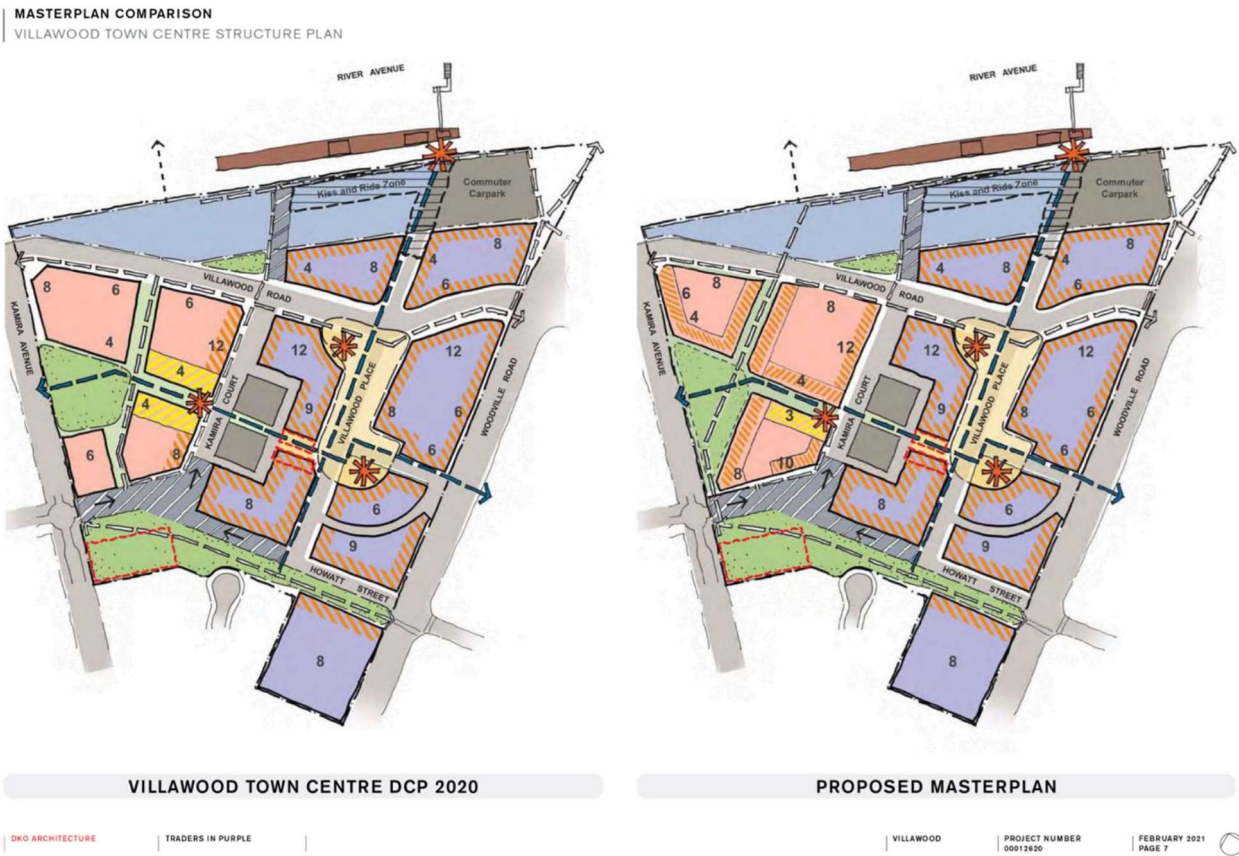 MASTERPLAN COMPARISON
VILLAWOOD TOWN CENTRE STRUCTURE PLAN
RIVER AVENUE
Kiss and Ride Zone
Commuter
Carpark
8
4
8
4
6
VILLAWOOD ROAD
8
6
4
6
12
4
4
8
6
KAMIRA AVENUE
KAMIRA COURT
12
9
VILLAWOOD PLACE
12
8
6
6
WOODVILLE ROAD
8
6
9
HOWATT STREET
8
VILLAWOOD TOWN CENTRE DCP 2020
RIVER AVENUE
Kiss and Ride Zone
Commuter
Carpark
8
4
8
4
6
VILLAWOOD ROAD
8
6
4
8
12
4
3
10
8
KAMIRA AVENUE
KAMIRA COURT
12
9
VILLAWOOD PLACE
12
8
6
6
WOODVILLE ROAD
8
6
9
HOWATT STREET
8
PROPOSED MASTERPLAN
DKO ARCHITECTURE
TRADERS IN PURPLE
VILLAWOOD
PROJECT NUMBER
00012620
FEBRUARY 2021
PAGE 7